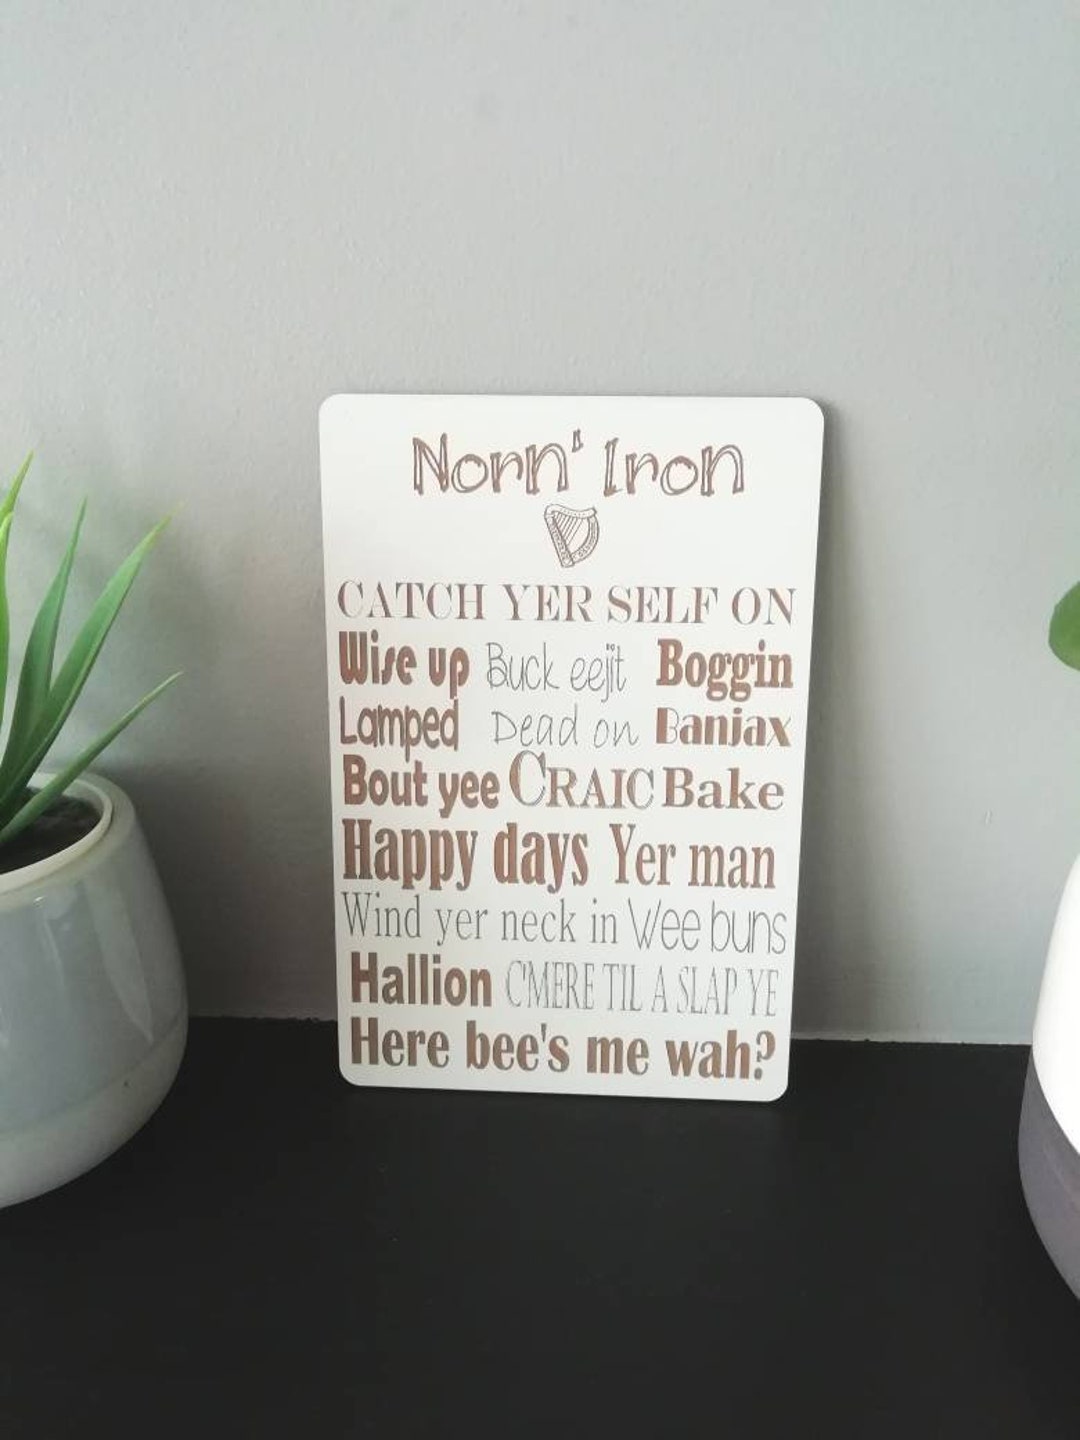 Norn' Iron
CATCH YER SELF ON
Wise up Buck eejit Boggin
Lamped Dead on Banjax
Bout yee CRAIC Bake
Happy days Yer man
Wind yer neck in Wee buns
Hallion C'MERE TIL A SLAP YE
Here bee's me wah?